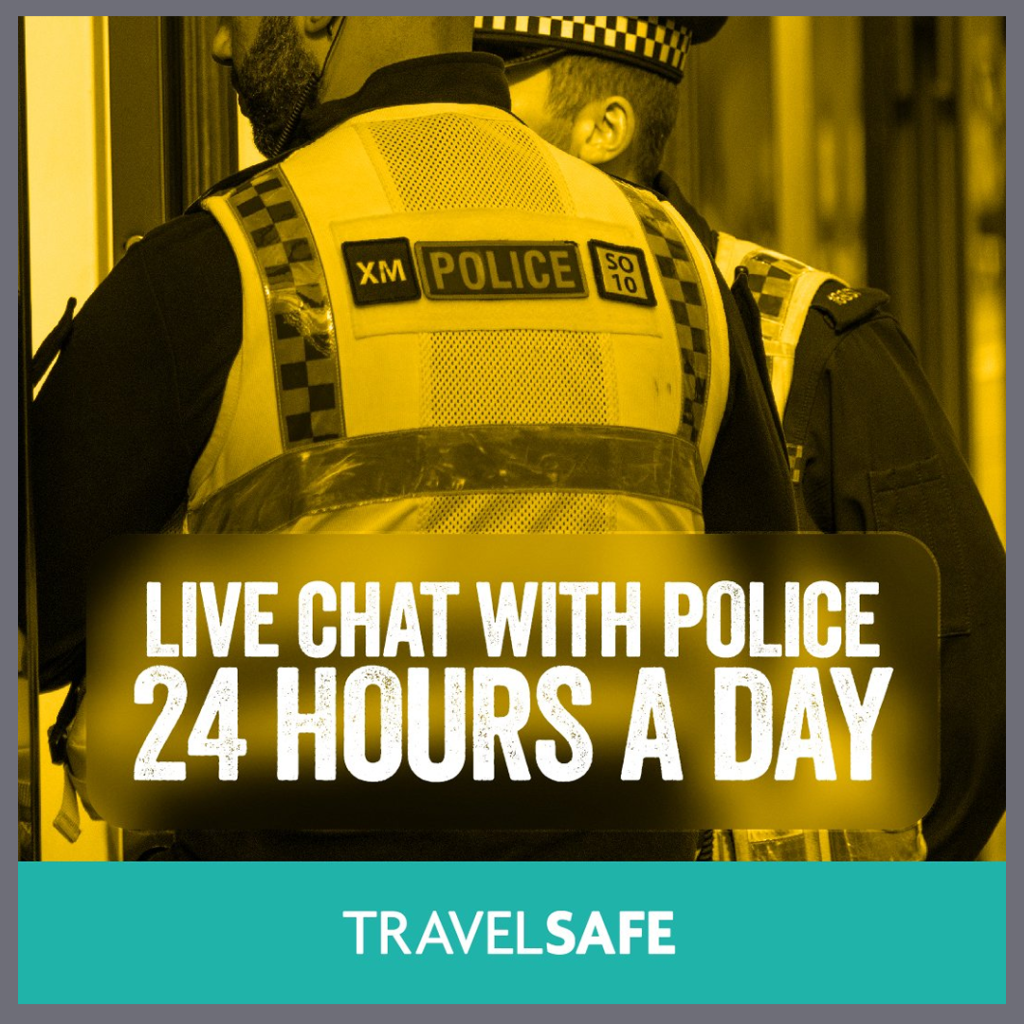 XM POLICE SO
10
LIVE CHAT WITH POLICE
24 HOURS A DAY
TRAVELSAFE